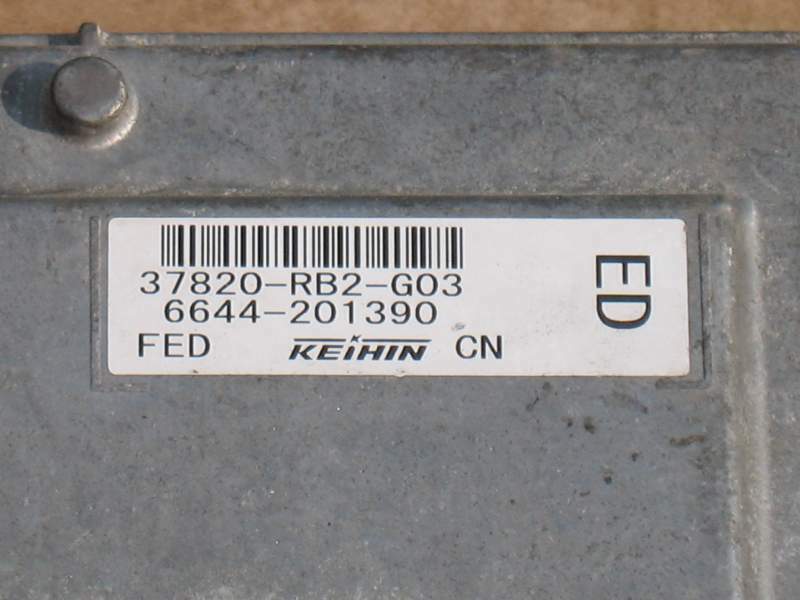 37820-RB2-G03
6644-201390
FED KEIHIN CN
ED